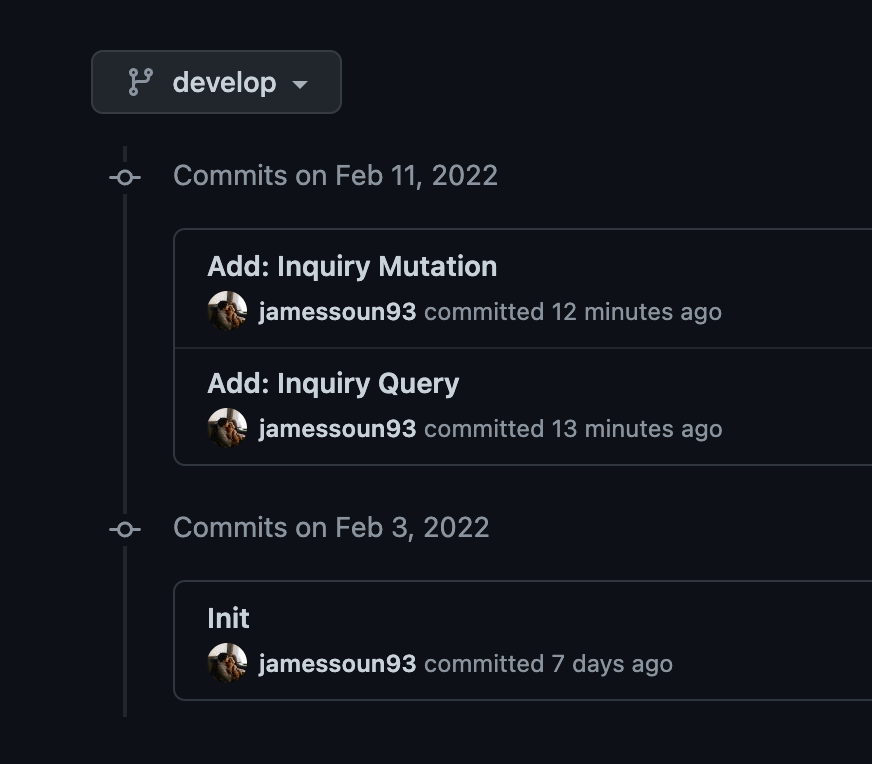 develop
Commits on Feb 11, 2022
Add: Inquiry Mutation
jamessoun93 committed 12 minutes ago
Add: Inquiry Query
jamessoun93 committed 13 minutes ago
Commits on Feb 3, 2022
Init
jamessoun93 committed 7 days ago